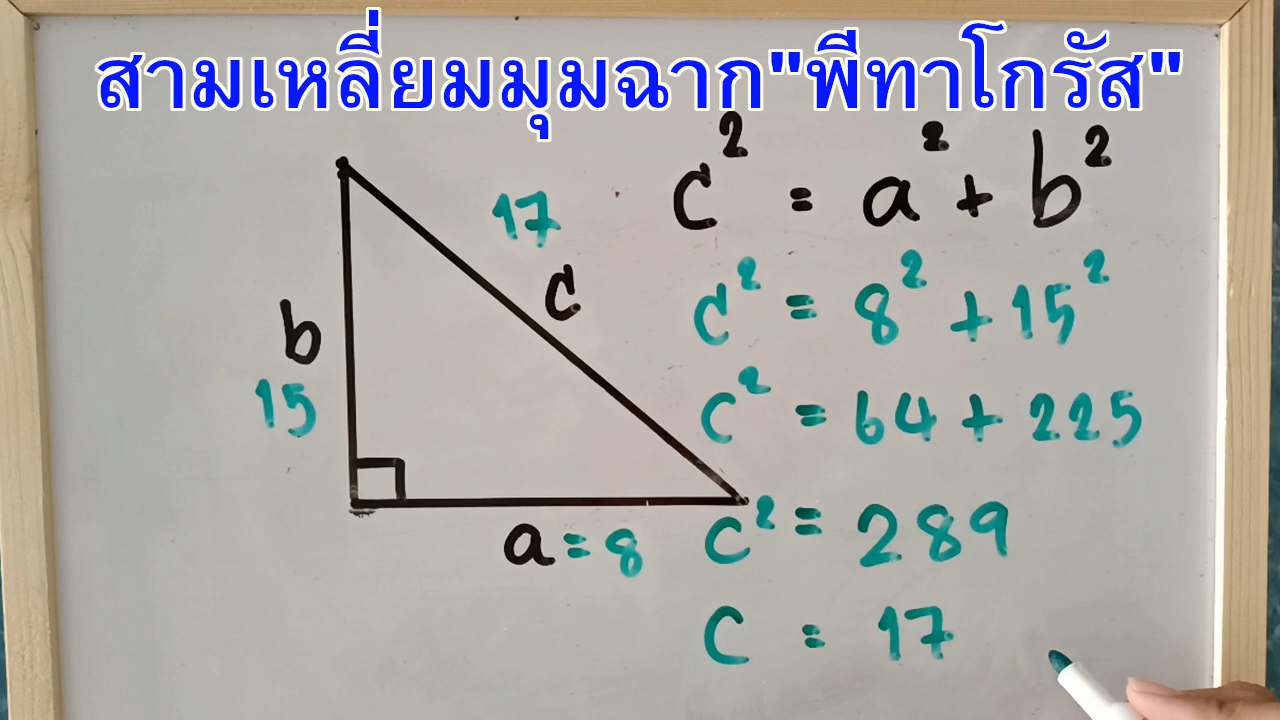 สามเหลี่ยมมุมฉาก"พีทาโกรัส"
c² = a² + b²
17
c
c² = 8² + 15²
b
15
c² = 64 + 225
a = 8
c² = 289
c = 17